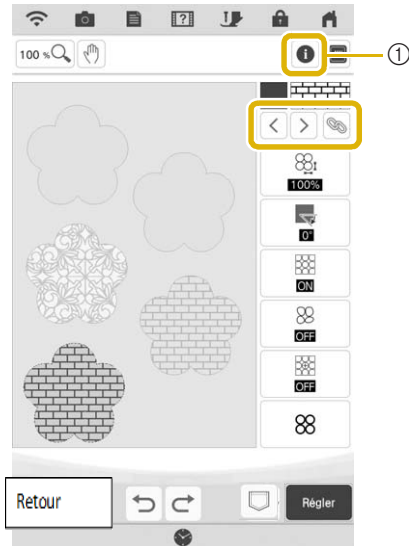 100 %
①
100%
0°
ON
OFF
OFF
Retour
Régler